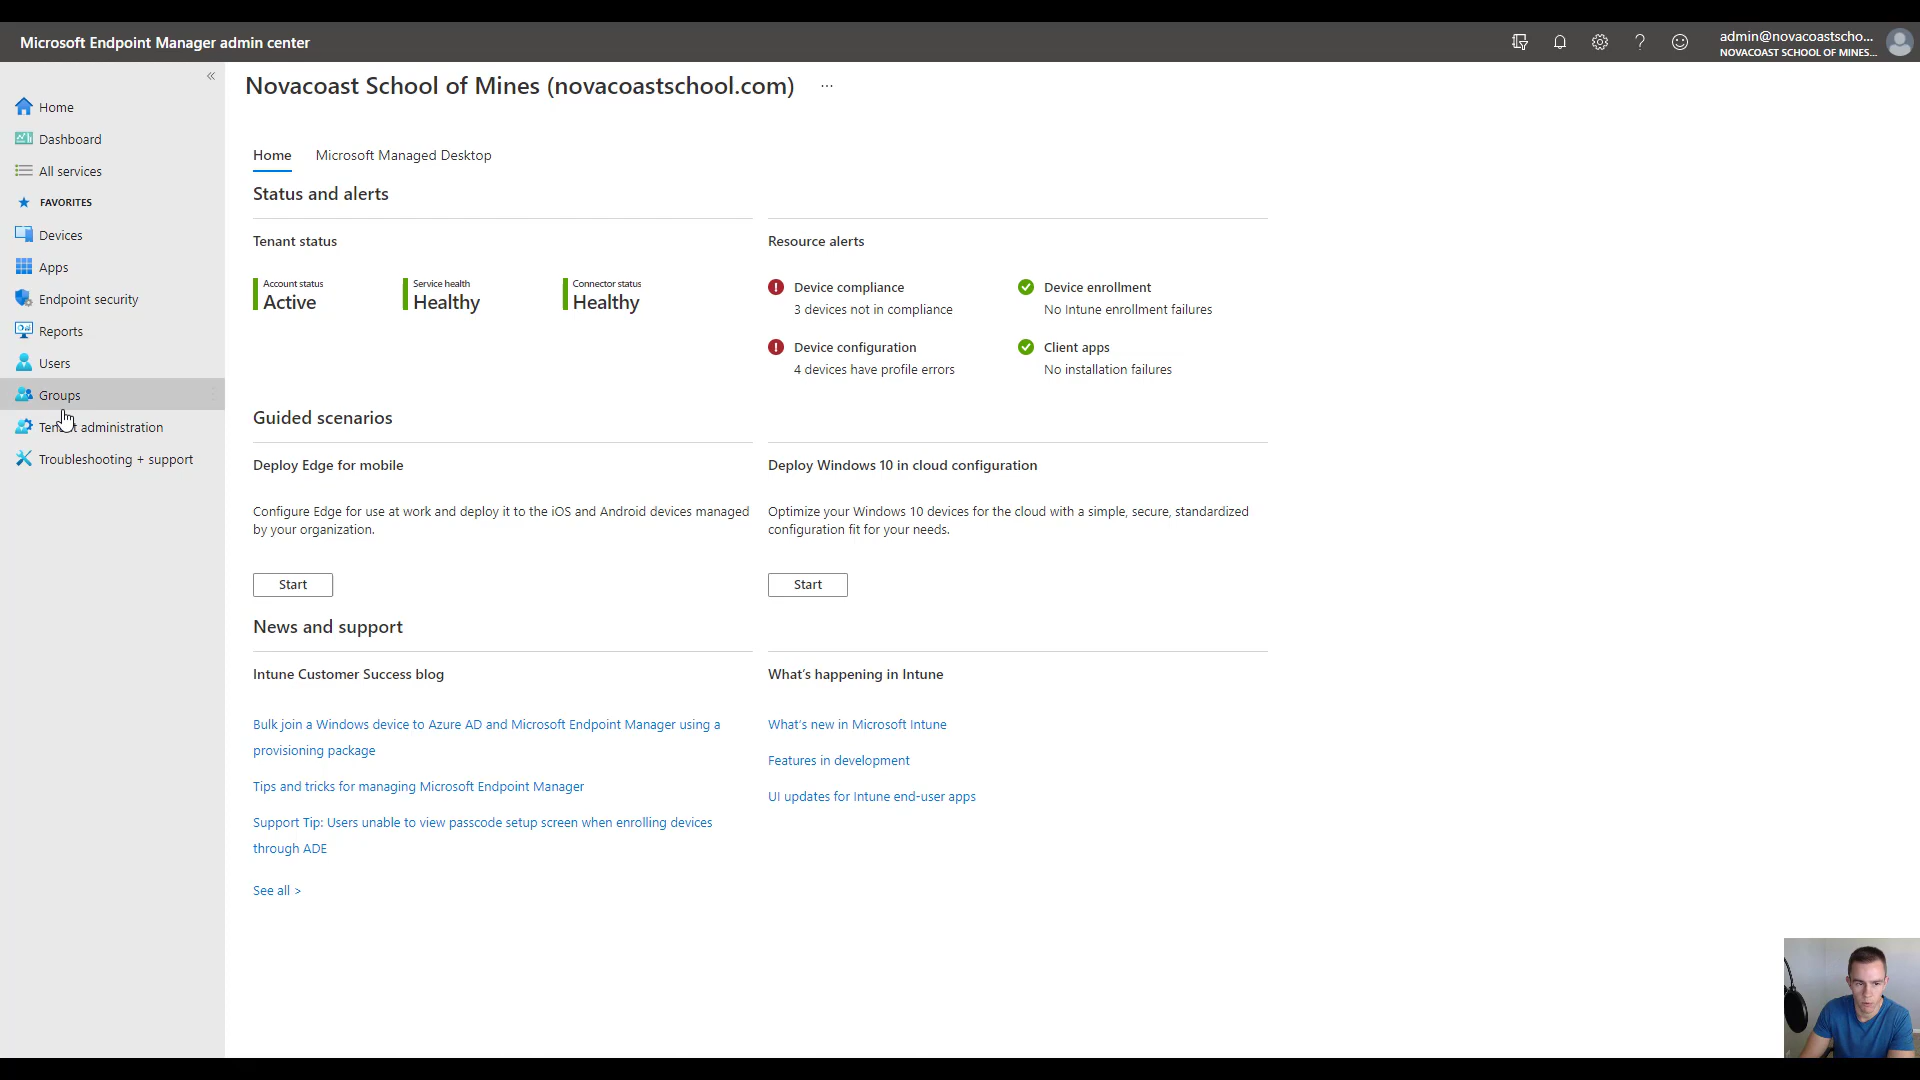 Microsoft Endpoint Manager admin center
admin@novacoastscho...
NOVACOAST SCHOOL OF MINES...
«
Novacoast School of Mines (novacoastschool.com) ...
Home
Dashboard
All services
FAVORITES
Devices
Apps
Endpoint security
Reports
Users
Groups
Tenant administration
Troubleshooting + support
Home
Microsoft Managed Desktop
Status and alerts
Tenant status
Account status
Active
Service health
Healthy
Connector status
Healthy
Resource alerts
Device compliance
3 devices not in compliance
Device enrollment
No Intune enrollment failures
Device configuration
4 devices have profile errors
Client apps
No installation failures
Guided scenarios
Deploy Edge for mobile
Configure Edge for use at work and deploy it to the iOS and Android devices managed
by your organization.
Start
Deploy Windows 10 in cloud configuration
Optimize your Windows 10 devices for the cloud with a simple, secure, standardized
configuration fit for your needs.
Start
News and support
Intune Customer Success blog
Bulk join a Windows device to Azure AD and Microsoft Endpoint Manager using a
provisioning package
Tips and tricks for managing Microsoft Endpoint Manager
Support Tip: Users unable to view passcode setup screen when enrolling devices
through ADE
See all >
What's happening in Intune
What's new in Microsoft Intune
Features in development
UI updates for Intune end-user apps